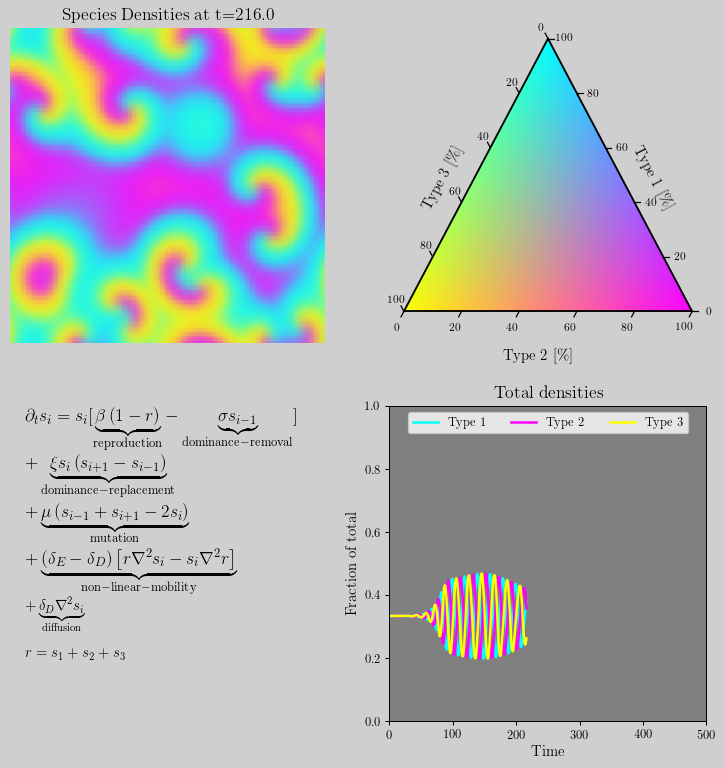 Species Densities at t=216.0
0
100
20
80
40
60
Type 3 [%]
Type 1 [%]
60
40
80
20
100
0
0 20 40 60 80 100
Type 2 [%]
∂ₜsᵢ = sᵢ[ β (1 − r) − σsᵢ₋₁ ]
reproduction dominance−removal
+ ξsᵢ (sᵢ₊₁ − sᵢ₋₁)
dominance−replacement
+ μ (sᵢ₋₁ + sᵢ₊₁ − 2sᵢ)
mutation
+ (δ_E − δ_D) [r∇²sᵢ − sᵢ∇²r]
non−linear−mobility
+ δ_D∇²sᵢ
diffusion
r = s₁ + s₂ + s₃
Total densities
Type 1 Type 2 Type 3
1.0
0.8
0.6
0.4
0.2
0.0
Fraction of total
0 100 200 300 400 500
Time